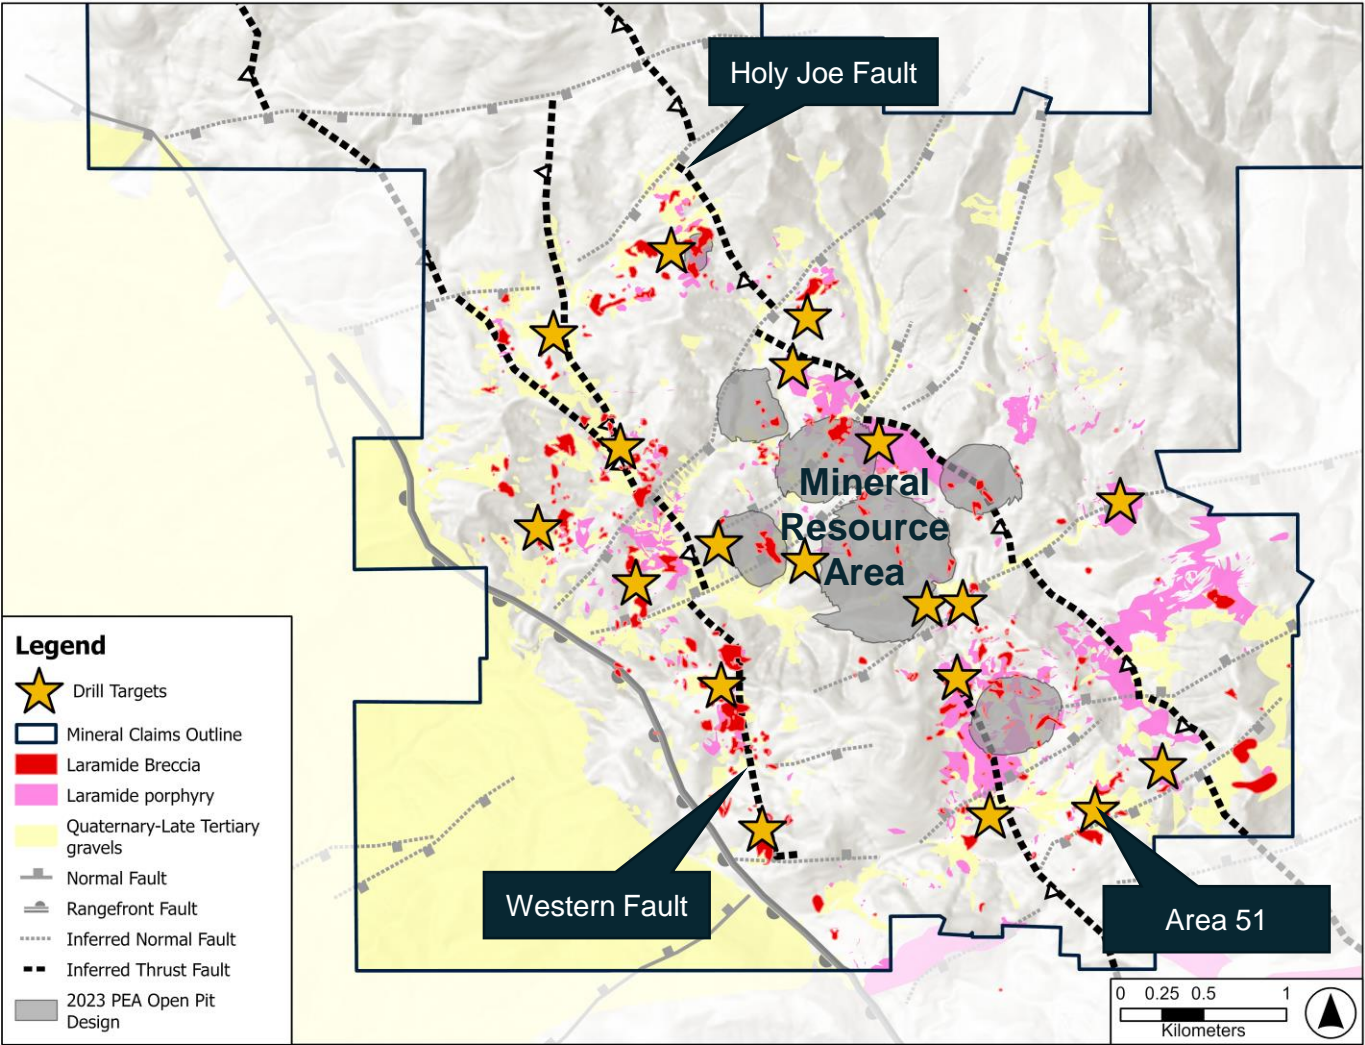 Holy Joe Fault
Mineral
Resource
Area
Western Fault
Area 51
Legend
Drill Targets
Mineral Claims Outline
Laramide Breccia
Laramide porphyry
Quaternary-Late Tertiary
gravels
Normal Fault
Rangefront Fault
Inferred Normal Fault
Inferred Thrust Fault
2023 PEA Open Pit
Design
0 0.25 0.5 1
Kilometers